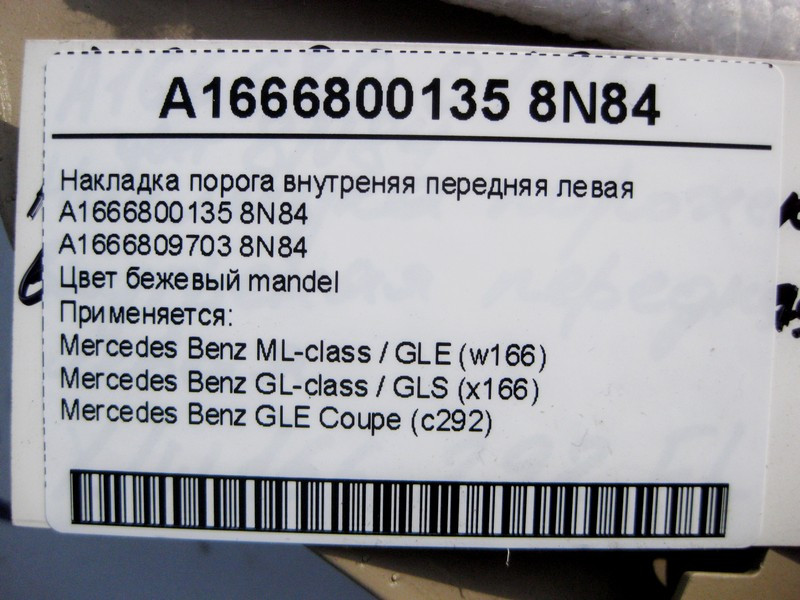 A1666800135 8N84
Накладка порога внутреняя передняя левая
A1666800135 8N84
A1666809703 8N84
Цвет бежевый mandel
Применяется:
Mercedes Benz ML-class / GLE (w166)
Mercedes Benz GL-class / GLS (x166)
Mercedes Benz GLE Coupe (c292)